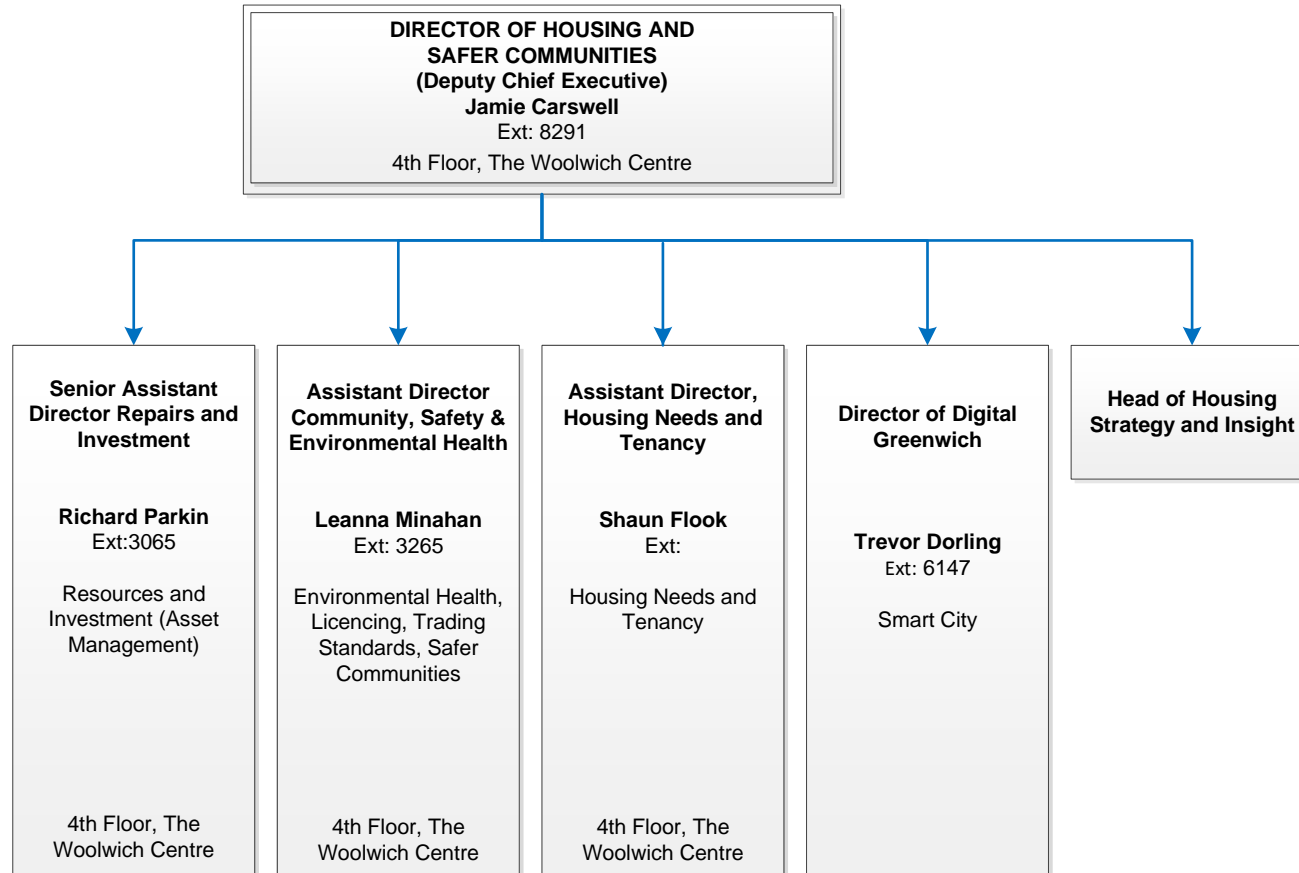 DIRECTOR OF HOUSING AND
SAFER COMMUNITIES
(Deputy Chief Executive)
Jamie Carswell
Ext: 8291
4th Floor, The Woolwich Centre
Senior Assistant
Director Repairs and
Investment
Richard Parkin
Ext:3065
Resources and
Investment (Asset
Management)
4th Floor, The
Woolwich Centre
Assistant Director
Community, Safety &
Environmental Health
Leanna Minahan
Ext: 3265
Environmental Health,
Licencing, Trading
Standards, Safer
Communities
4th Floor, The
Woolwich Centre
Assistant Director,
Housing Needs and
Tenancy
Shaun Flook
Ext:
Housing Needs and
Tenancy
4th Floor, The
Woolwich Centre
Director of Digital
Greenwich
Trevor Dorling
Ext: 6147
Smart City
Head of Housing
Strategy and Insight